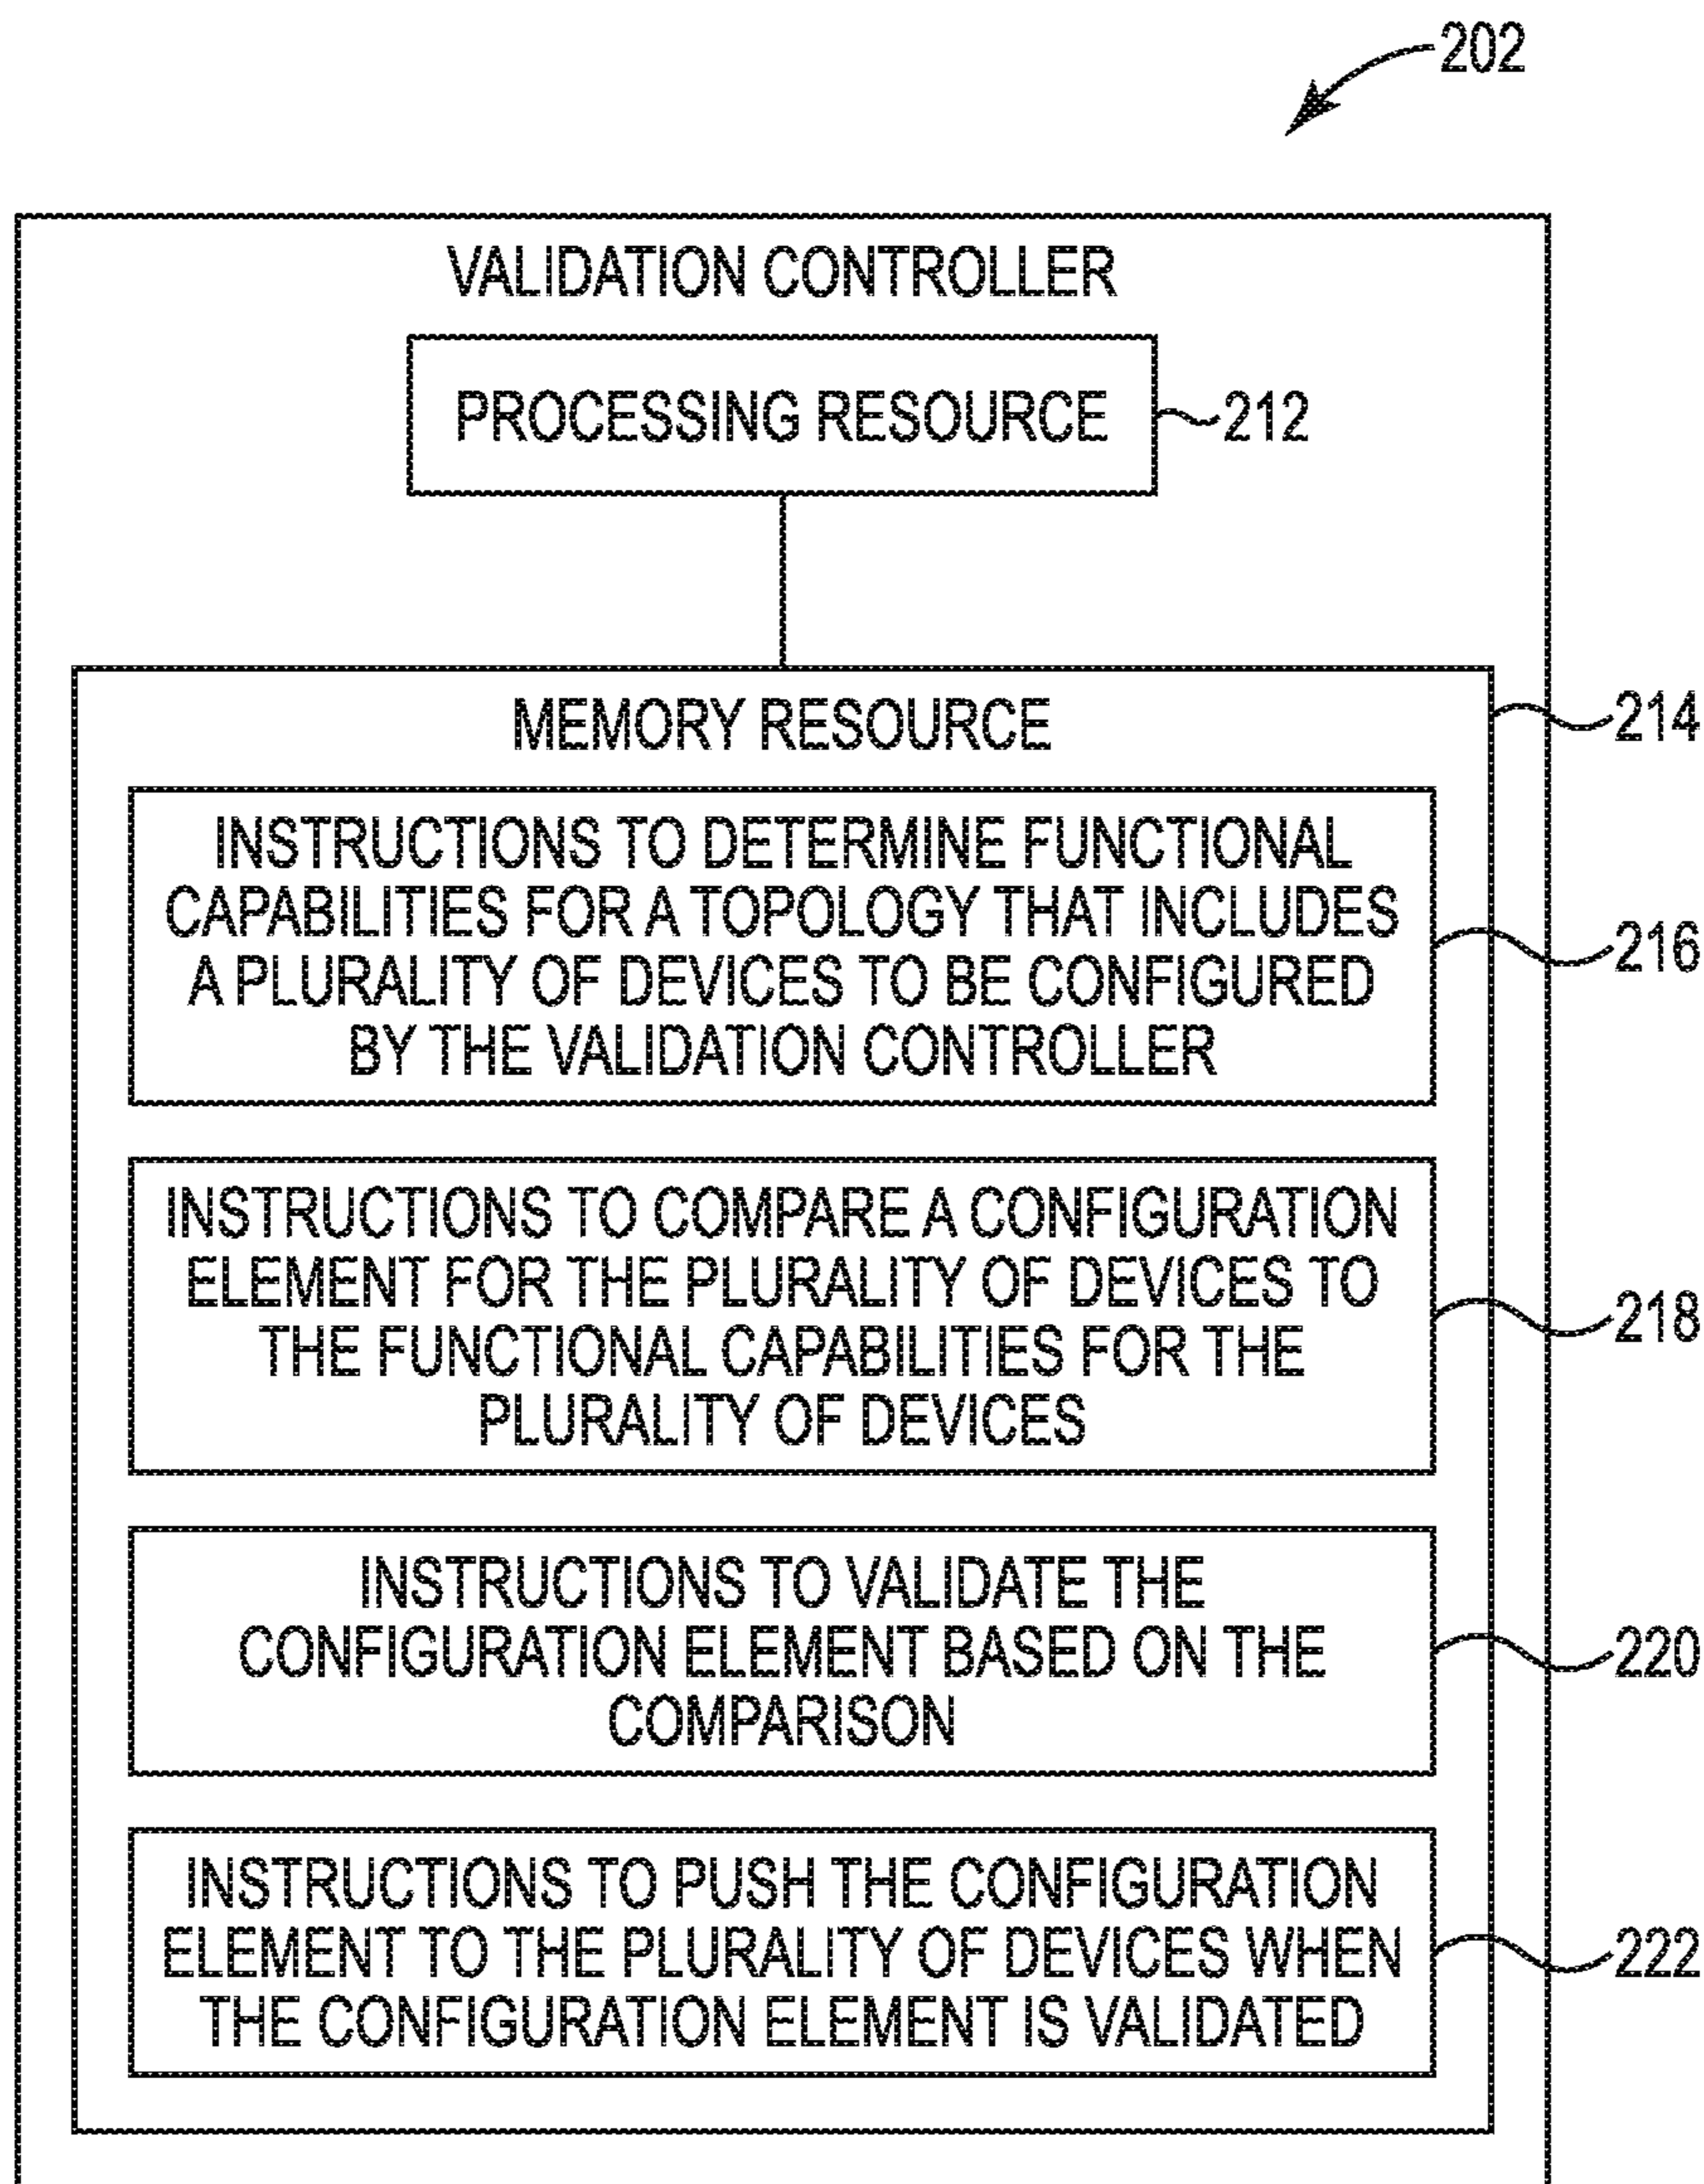 202
VALIDATION CONTROLLER
PROCESSING RESOURCE
212
MEMORY RESOURCE
214
INSTRUCTIONS TO DETERMINE FUNCTIONAL
CAPABILITIES FOR A TOPOLOGY THAT INCLUDES
A PLURALITY OF DEVICES TO BE CONFIGURED
BY THE VALIDATION CONTROLLER
216
INSTRUCTIONS TO COMPARE A CONFIGURATION
ELEMENT FOR THE PLURALITY OF DEVICES TO
THE FUNCTIONAL CAPABILITIES FOR THE
PLURALITY OF DEVICES
218
INSTRUCTIONS TO VALIDATE THE
CONFIGURATION ELEMENT BASED ON THE
COMPARISON
220
INSTRUCTIONS TO PUSH THE CONFIGURATION
ELEMENT TO THE PLURALITY OF DEVICES WHEN
THE CONFIGURATION ELEMENT IS VALIDATED
222